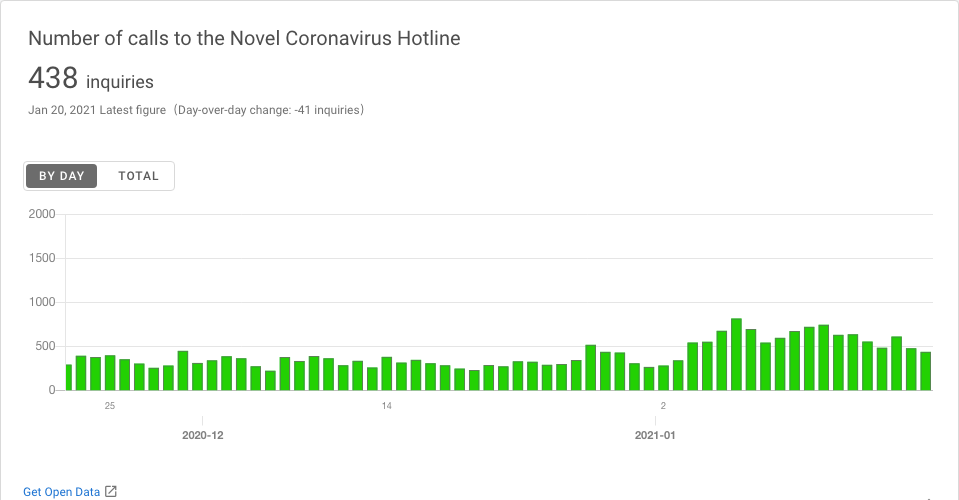 Number of calls to the Novel Coronavirus Hotline
438 inquiries
Jan 20, 2021 Latest figure（Day-over-day change: -41 inquiries）
BY DAY TOTAL
2000
1500
1000
500
0
25 14 2
2020-12 2021-01
Get Open Data